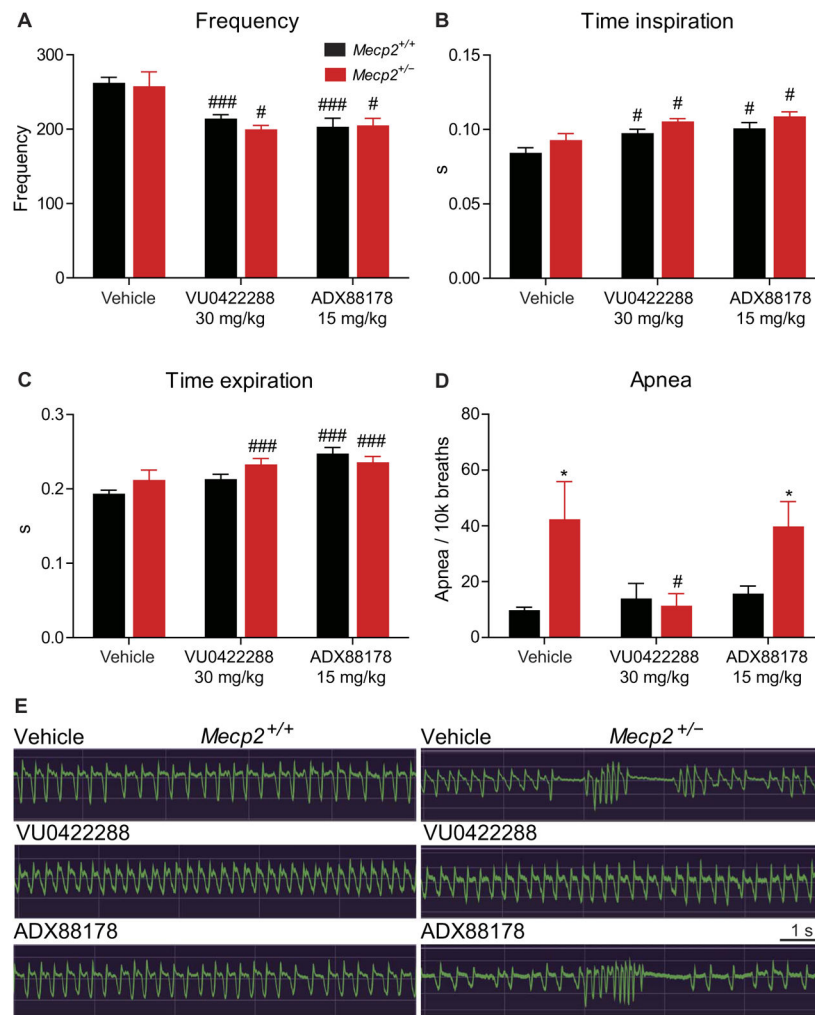 A
Frequency
Mecp2+/+
Mecp2+/−
300
200
100
0
Frequency
### # ### #
Vehicle VU0422288 ADX88178
30 mg/kg 15 mg/kg
B
Time inspiration
0.15
0.10
0.05
0.00
s
# # # #
Vehicle VU0422288 ADX88178
30 mg/kg 15 mg/kg
C
Time expiration
0.3
0.2
0.1
0.0
s
### ### ###
Vehicle VU0422288 ADX88178
30 mg/kg 15 mg/kg
D
Apnea
80
60
40
20
0
Apnea / 10k breaths
* # *
Vehicle VU0422288 ADX88178
30 mg/kg 15 mg/kg
E
Vehicle Mecp2+/+
VU0422288
ADX88178
Vehicle Mecp2+/−
VU0422288
ADX88178
1 s